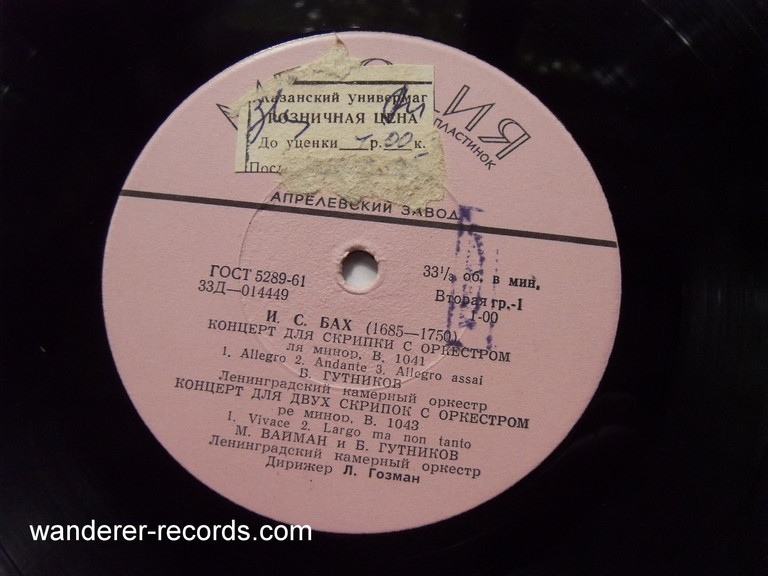 Казанский универмаг
РОЗНИЧНАЯ ЦЕНА
До уценки 1 р. 00 к.
ПЛАСТИНОК
АПРЕЛЕВСКИЙ ЗАВОД
ГОСТ 5289-61
33Д—014449
33⅓ об. в мин.
Вторая гр.-I
1-00
И. С. БАХ (1685—1750)
КОНЦЕРТ ДЛЯ СКРИПКИ С ОРКЕСТРОМ
ля минор, В. 1041
1. Allegro 2. Andante 3. Allegro assai
Б. ГУТНИКОВ
Ленинградский камерный оркестр
КОНЦЕРТ ДЛЯ ДВУХ СКРИПОК С ОРКЕСТРОМ
ре минор, В. 1043
1. Vivace 2. Largo ma non tanto
М. ВАЙМАН и Б. ГУТНИКОВ
Ленинградский камерный оркестр
Дирижер Л. Гозман
wanderer-records.com